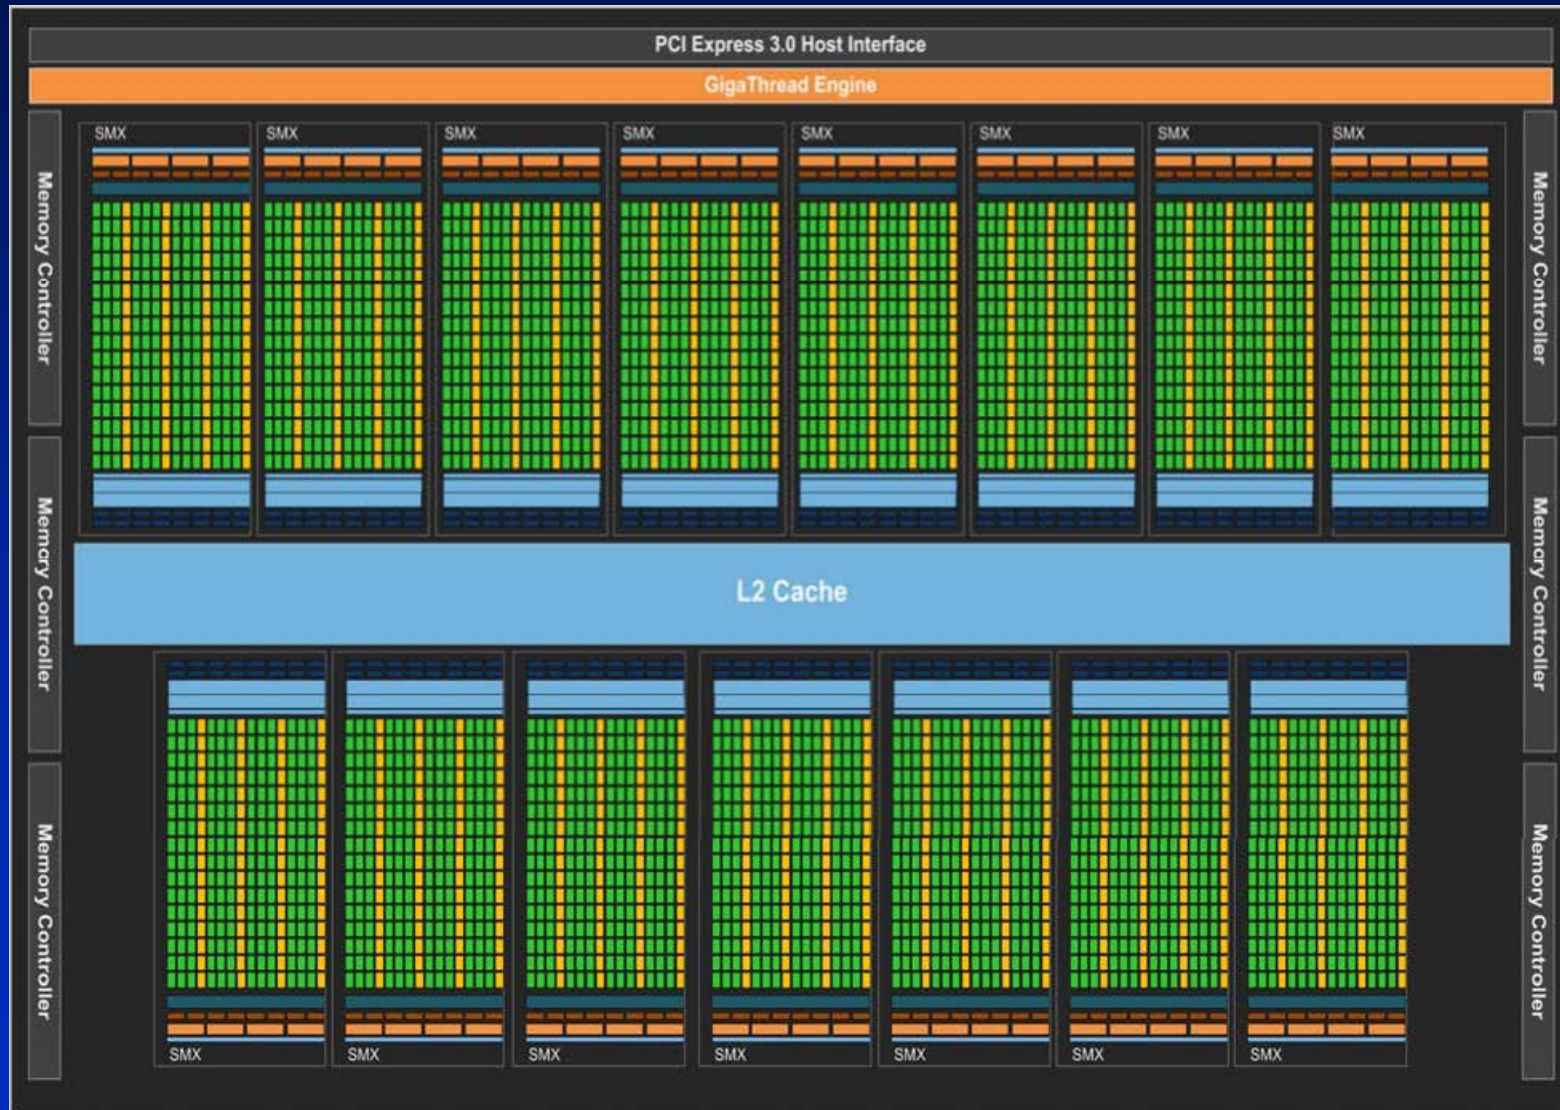 PCI Express 3.0 Host Interface
GigaThread Engine
Memory Controller
SMX
SMX
SMX
SMX
SMX
SMX
SMX
SMX
Memory Controller
Memory Controller
L2 Cache
Memory Controller
Memory Controller
SMX
SMX
SMX
SMX
SMX
SMX
SMX
Memory Controller